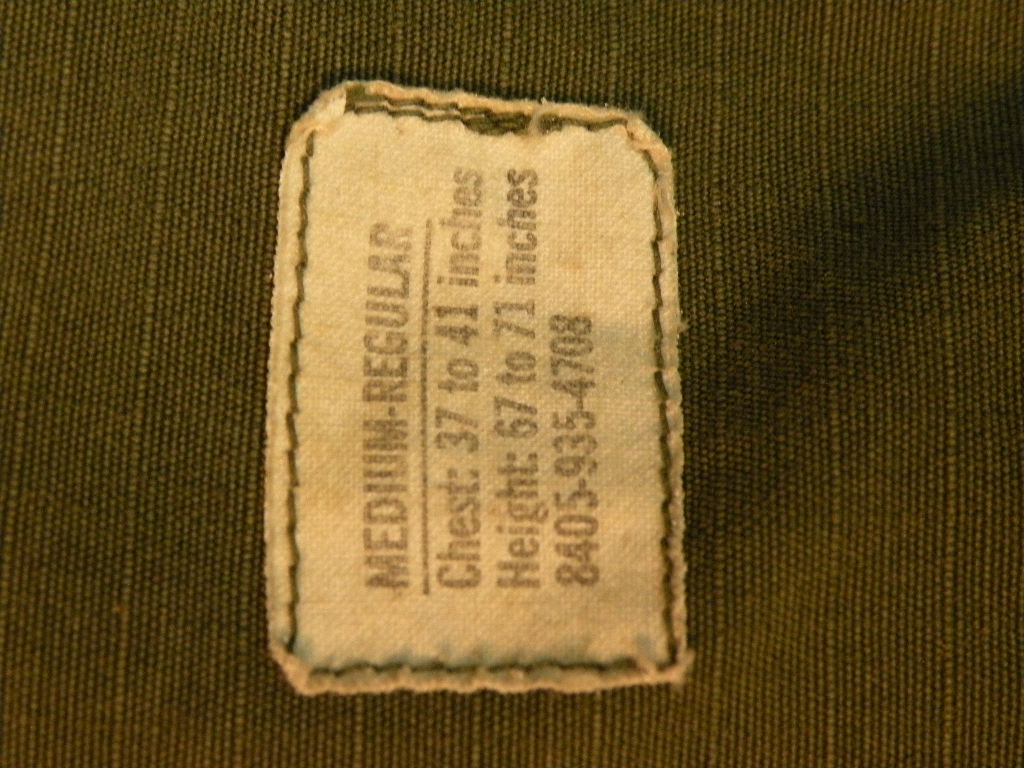 MEDIUM-REGULAR
Chest: 37 to 41 inches
Height: 67 to 71 inches
8405-935-4708